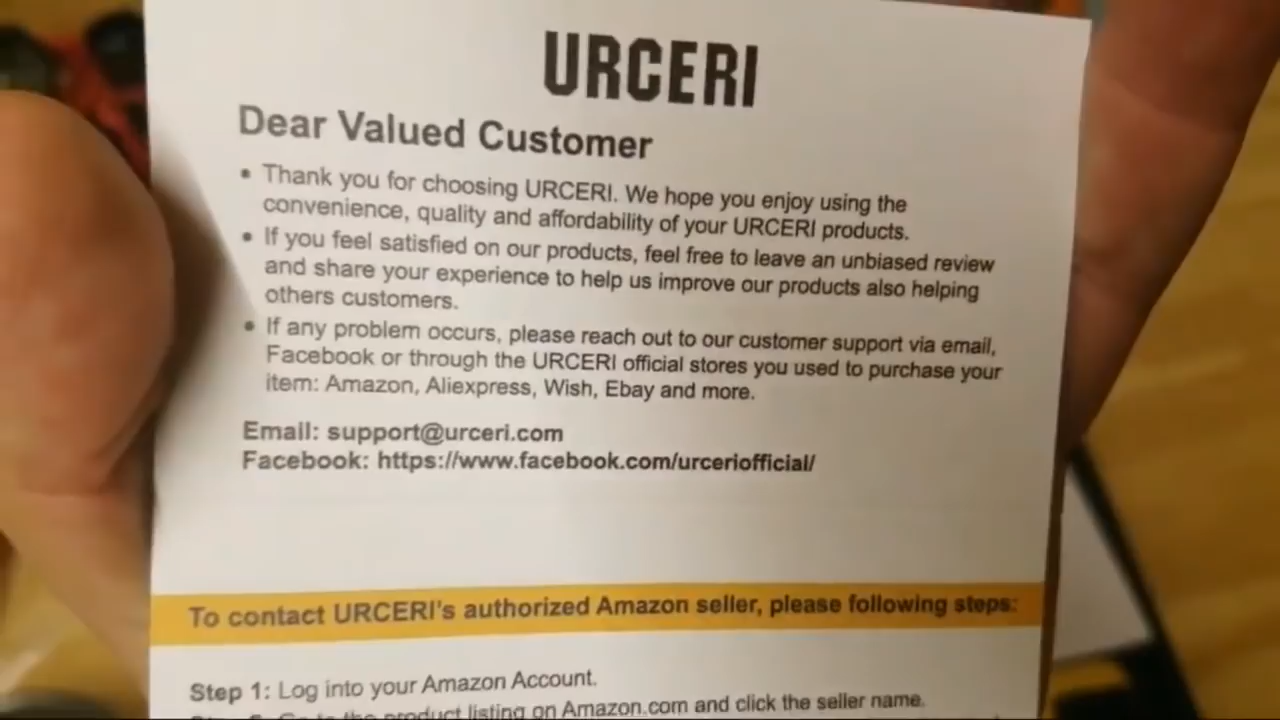 URCERI
Dear Valued Customer
• Thank you for choosing URCERI. We hope you enjoy using the
convenience, quality and affordability of your URCERI products.
• If you feel satisfied on our products, feel free to leave an unbiased review
and share your experience to help us improve our products also helping
others customers.
• If any problem occurs, please reach out to our customer support via email,
Facebook or through the URCERI official stores you used to purchase your
item: Amazon, Aliexpress, Wish, Ebay and more.
Email: support@urceri.com
Facebook: https://www.facebook.com/urceriofficial/
To contact URCERI's authorized Amazon seller, please following steps:
Step 1: Log into your Amazon Account.
Go to the product listing on Amazon.com and click the seller name.